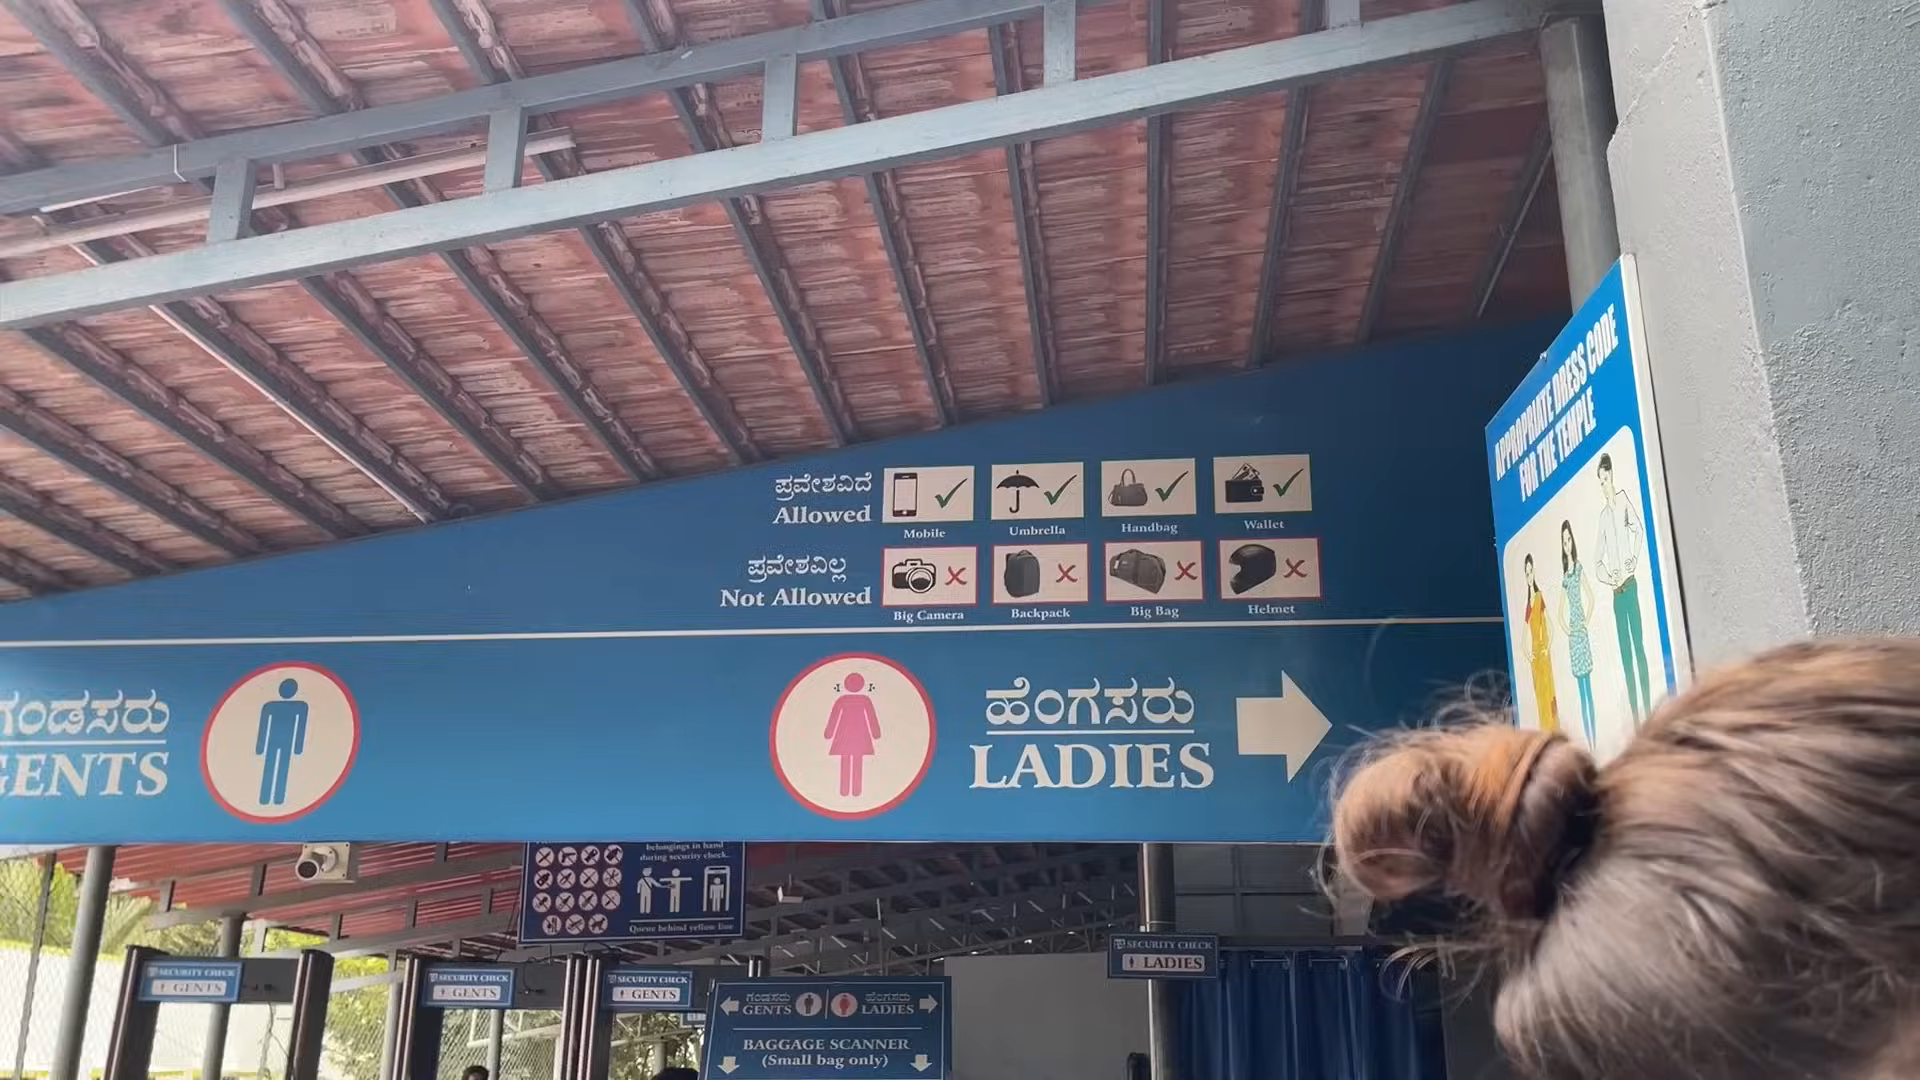 ಪ್ರವೇಶವಿದೆ
Allowed
Mobile
Umbrella
Handbag
Wallet
ಪ್ರವೇಶವಿಲ್ಲ
Not Allowed
Big Camera
Backpack
Big Bag
Helmet
APPROPRIATE DRESS CODE
FOR THE TEMPLE
ಗಂಡಸರು
GENTS
ಹೆಂಗಸರು
LADIES
belongings in hand
during security check..
Queue behind yellow line
SECURITY CHECK
GENTS
SECURITY CHECK
GENTS
SECURITY CHECK
GENTS
SECURITY CHECK
LADIES
ಗಂಡಸರು
GENTS
ಹೆಂಗಸರು
LADIES
BAGGAGE SCANNER
(Small bag only)